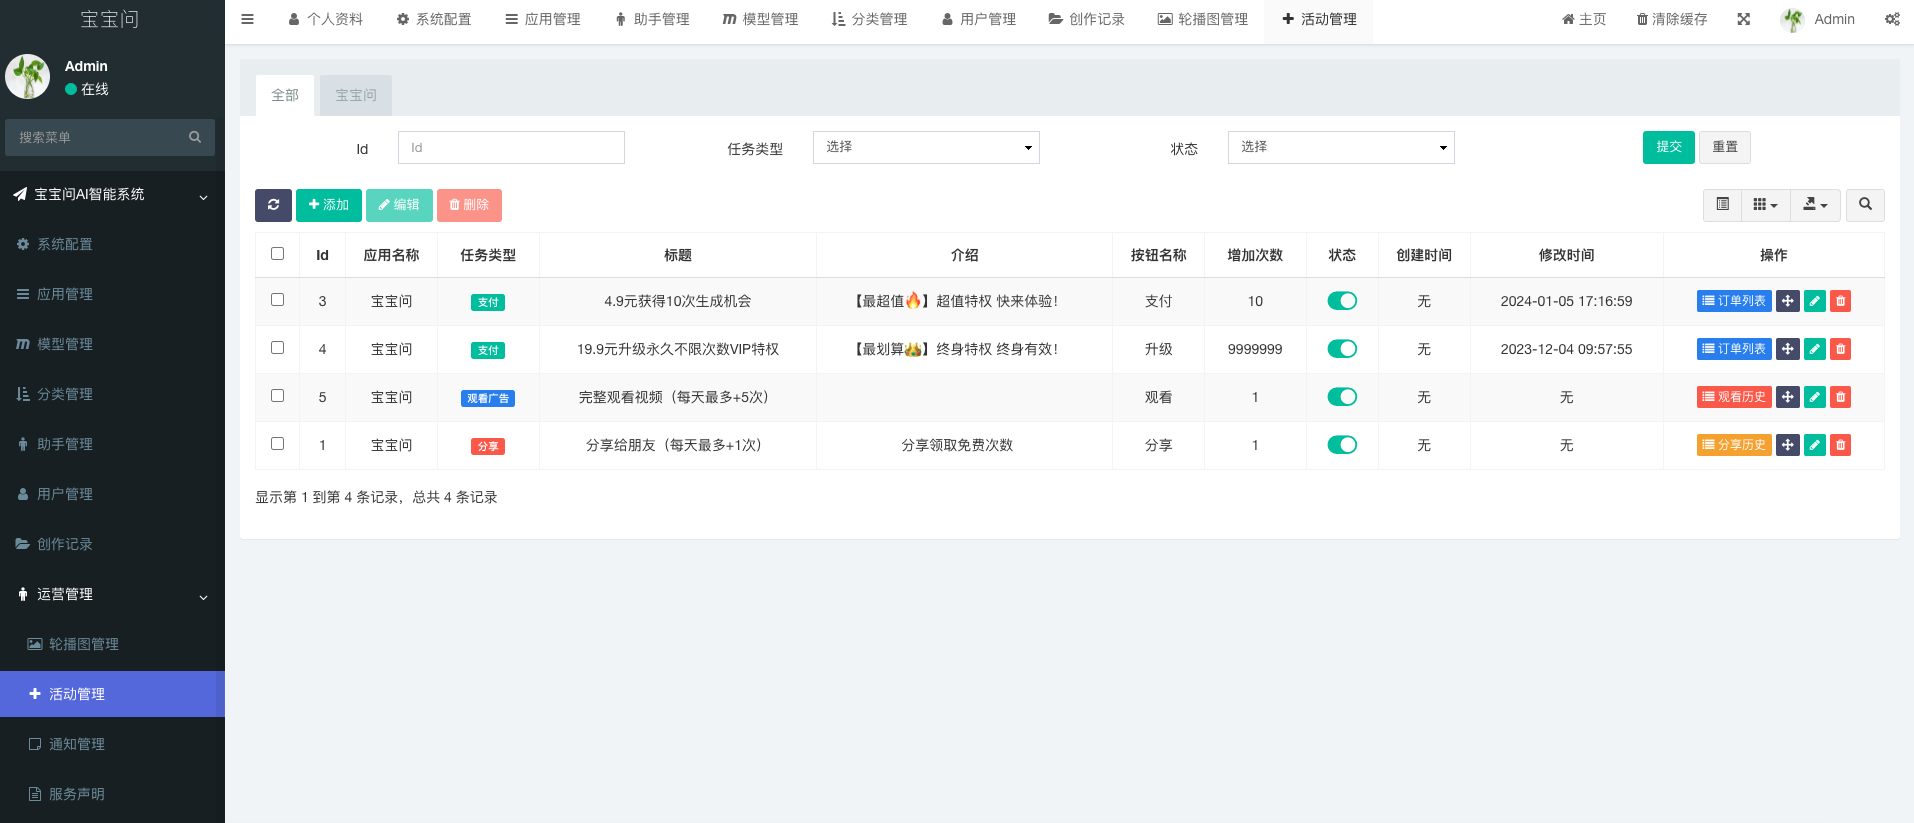 宝宝问
个人资料 系统配置 应用管理 助手管理 模型管理 分类管理 用户管理 创作记录 轮播图管理 活动管理 主页 清除缓存 Admin
Admin
在线
搜索菜单
宝宝问AI智能系统
系统配置
应用管理
模型管理
分类管理
助手管理
用户管理
创作记录
运营管理
轮播图管理
活动管理
通知管理
服务声明
全部 宝宝问
Id Id 任务类型 选择 状态 选择 提交 重置
添加 编辑 删除
Id 应用名称 任务类型 标题 介绍 按钮名称 增加次数 状态 创建时间 修改时间 操作
3 宝宝问 支付 4.9元获得10次生成机会 【最超值🔥】超值特权 快来体验! 支付 10 无 2024-01-05 17:16:59 订单列表
4 宝宝问 支付 19.9元升级永久不限次数VIP特权 【最划算👑】终身特权 终身有效! 升级 9999999 无 2023-12-04 09:57:55 订单列表
5 宝宝问 观看广告 完整观看视频（每天最多+5次） 观看 1 无 无 观看历史
1 宝宝问 分享 分享给朋友（每天最多+1次） 分享领取免费次数 分享 1 无 无 分享历史
显示第 1 到第 4 条记录，总共 4 条记录